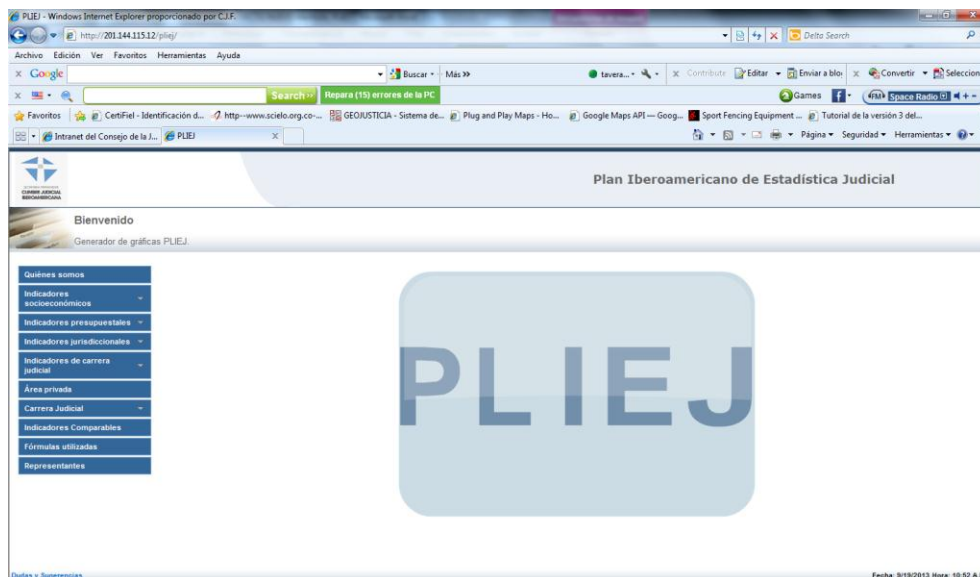 PLIEJ - Windows Internet Explorer proporcionado por C.J.F.
http://201.144.115.12/pliej/
Delta Search
Archivo Edición Ver Favoritos Herramientas Ayuda
x Google Buscar Más >> tavera... x Contribute Editar Enviar a blo x Convertir Seleccion
x Search Repara (15) errores de la PC Games Space Radio
Favoritos CertiFiel - Identificación d... http--www.scielo.org.co-... GEOJUSTICIA - Sistema de... Plug and Play Maps - Ho... Google Maps API — Goog... Sport Fencing Equipment ... Tutorial de la versión 3 del...
Intranet del Consejo de la J... PLIEJ x Página Seguridad Herramientas
CUMBRE JUDICIAL
IBEROAMERICANA
Plan Iberoamericano de Estadística Judicial
Bienvenido
Generador de gráficas PLIEJ.
Quiénes somos
Indicadores
socioeconómicos
Indicadores presupuestales
Indicadores jurisdiccionales
Indicadores de carrera
judicial
Área privada
Carrera Judicial
Indicadores Comparables
Fórmulas utilizadas
Representantes
PLIEJ
Dudas y Sugerencias
Fecha: 9/19/2013 Hora: 10:52